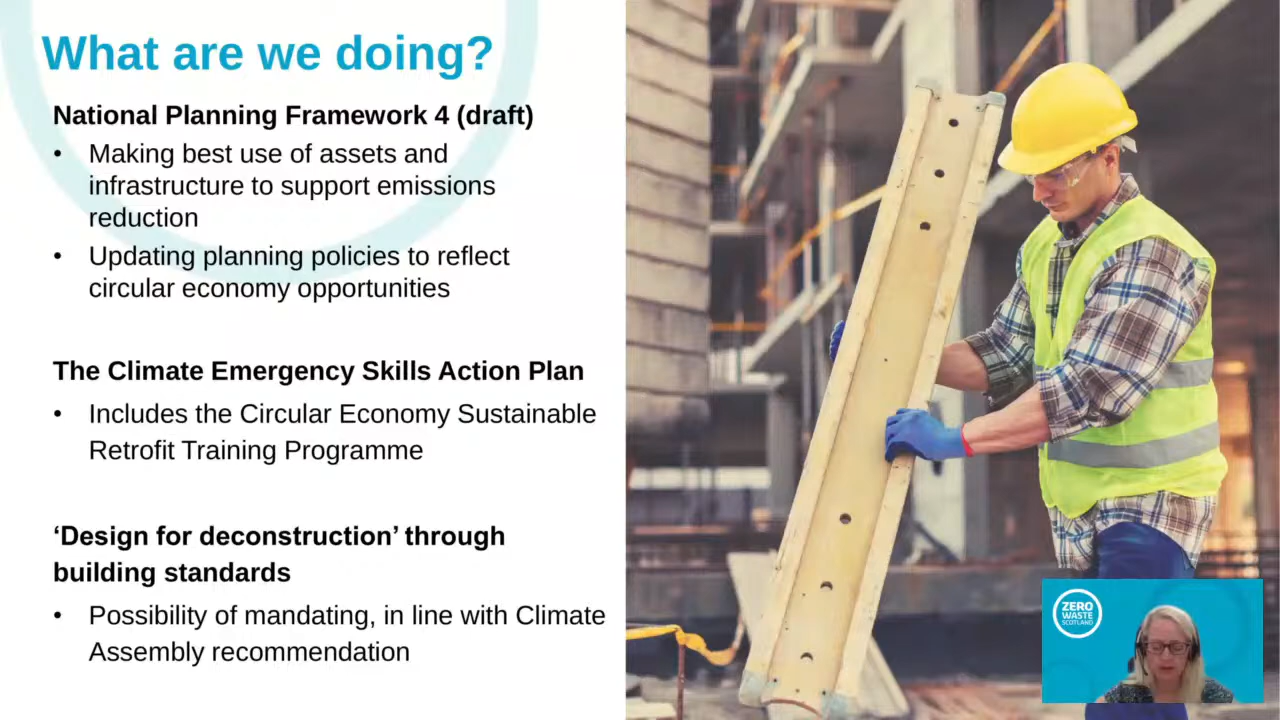 What are we doing?
National Planning Framework 4 (draft)
• Making best use of assets and
infrastructure to support emissions
reduction
• Updating planning policies to reflect
circular economy opportunities
The Climate Emergency Skills Action Plan
• Includes the Circular Economy Sustainable
Retrofit Training Programme
‘Design for deconstruction’ through
building standards
• Possibility of mandating, in line with Climate
Assembly recommendation
ZERO
WASTE
SCOTLAND